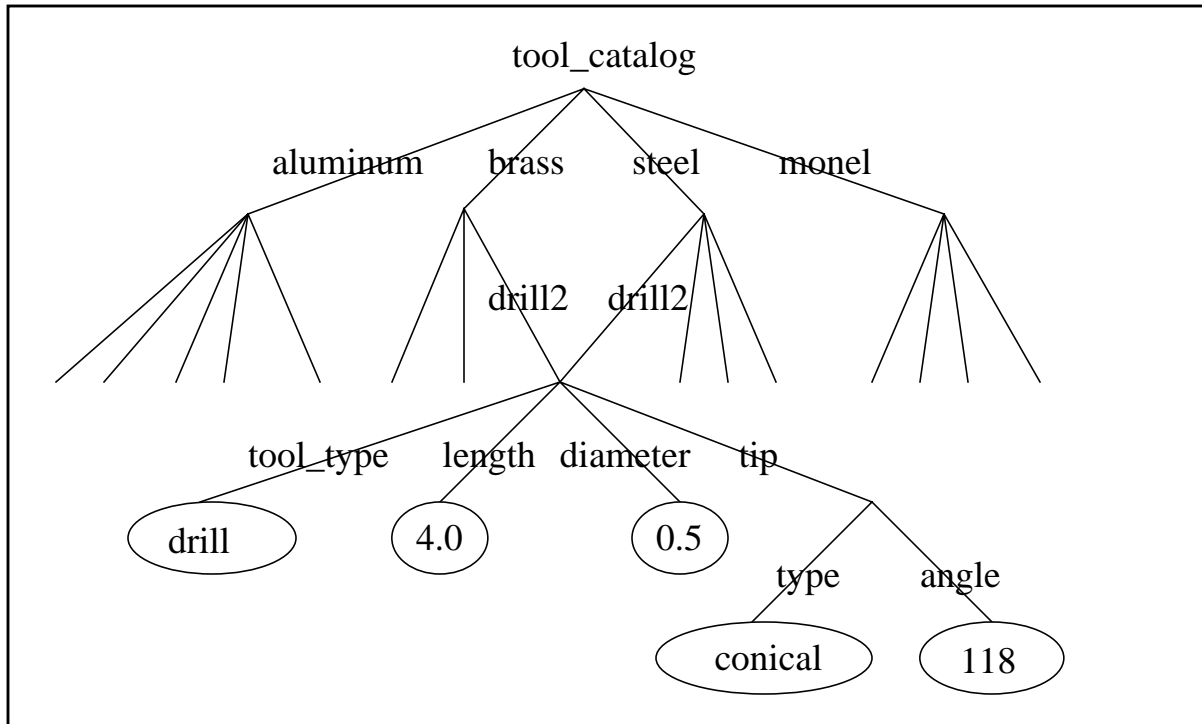 tool_catalog
aluminum brass steel monel
drill2 drill2
tool_type length diameter tip
drill 4.0 0.5
type angle
conical 118